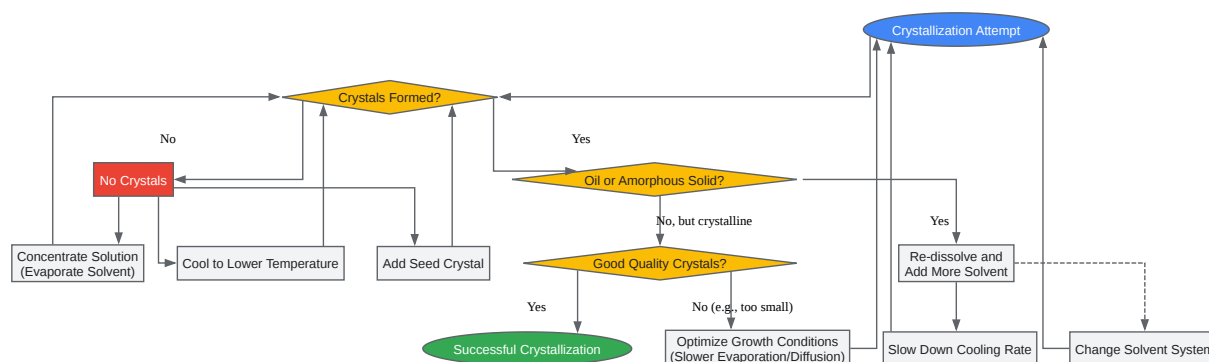 Crystallization Attempt
Crystals Formed?
No
Yes
No Crystals
Oil or Amorphous Solid?
No, but crystalline
Yes
Concentrate Solution
(Evaporate Solvent)
Cool to Lower Temperature
Add Seed Crystal
Good Quality Crystals?
Re-dissolve and
Add More Solvent
Yes
No (e.g., too small)
Successful Crystallization
Optimize Growth Conditions
(Slower Evaporation/Diffusion)
Slow Down Cooling Rate
Change Solvent System